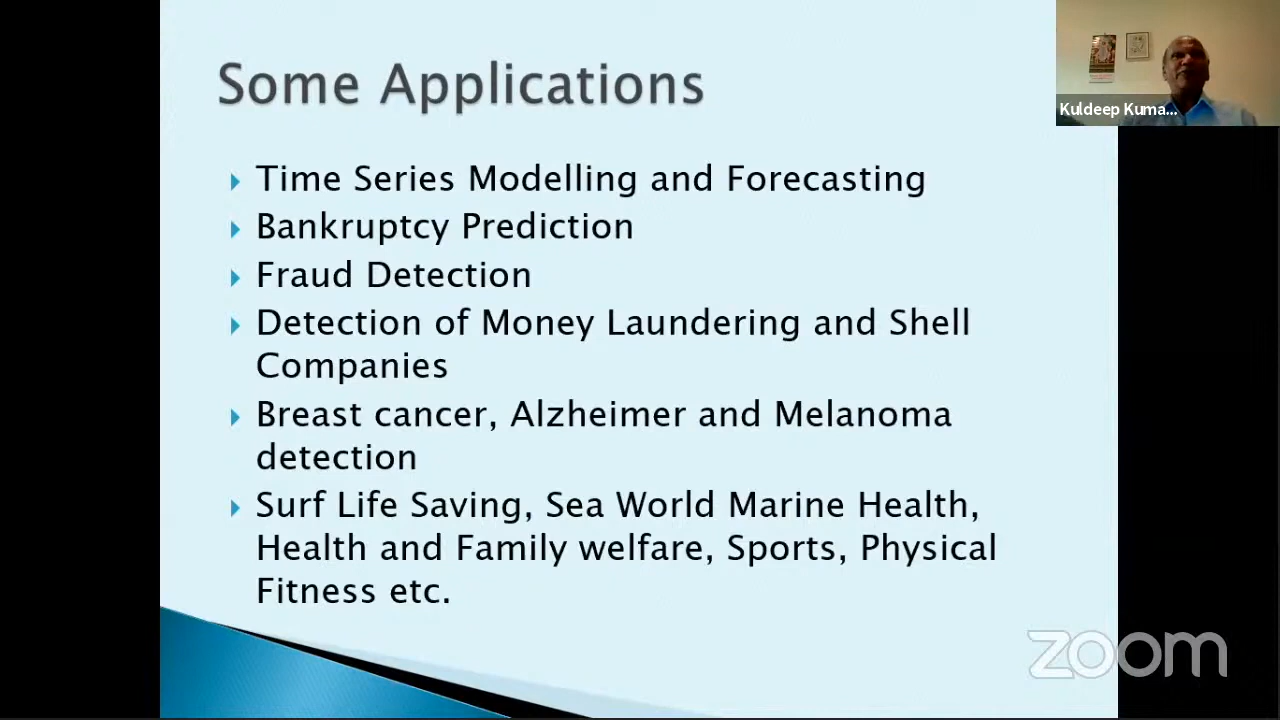 Some Applications
Time Series Modelling and Forecasting
Bankruptcy Prediction
Fraud Detection
Detection of Money Laundering and Shell
Companies
Breast cancer, Alzheimer and Melanoma
detection
Surf Life Saving, Sea World Marine Health,
Health and Family welfare, Sports, Physical
Fitness etc.
Kuldeep Kuma...
zoom